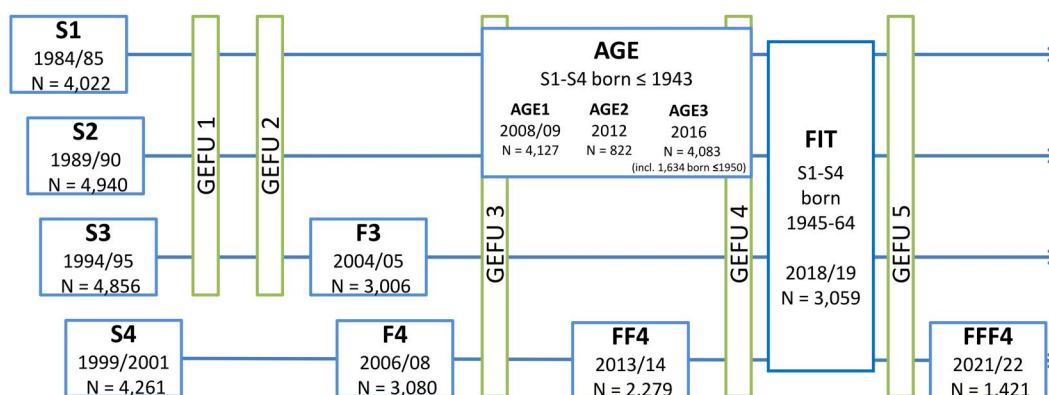 S1
1984/85
N = 4,022
S2
1989/90
N = 4,940
S3
1994/95
N = 4,856
S4
1999/2001
N = 4,261
GEFU 1
GEFU 2
F3
2004/05
N = 3,006
F4
2006/08
N = 3,080
GEFU 3
AGE
S1-S4 born ≤ 1943
AGE1 AGE2 AGE3
2008/09 2012 2016
N = 4,127 N = 822 N = 4,083
(incl. 1,634 born ≤1950)
FF4
2013/14
N = 2,279
GEFU 4
FIT
S1-S4
born
1945-64
2018/19
N = 3,059
GEFU 5
FFF4
2021/22
N = 1,421